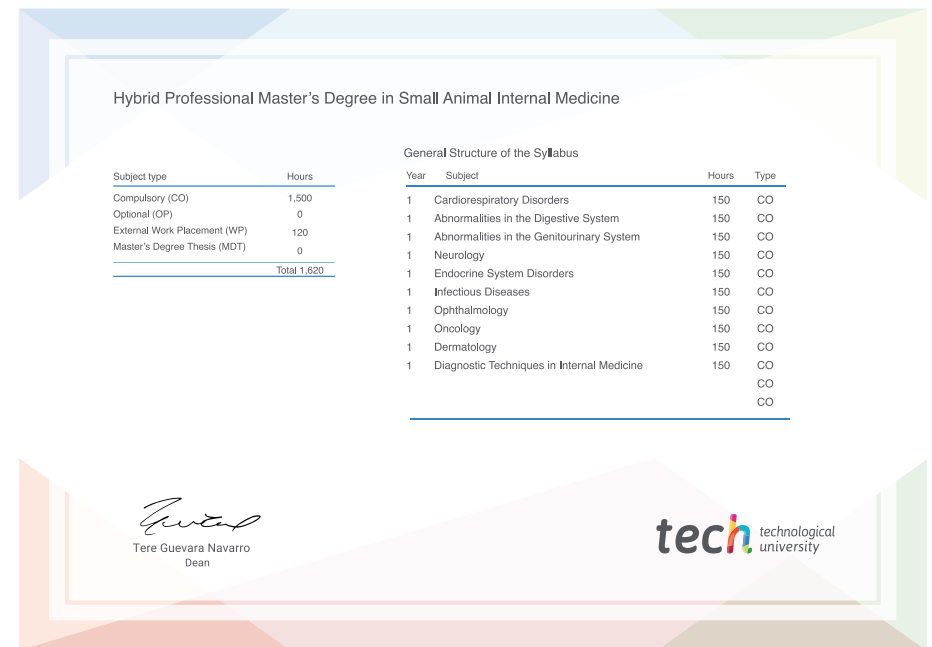 Hybrid Professional Master's Degree in Small Animal Internal Medicine
Subject type Hours
Compulsory (CO) 1,500
Optional (OP) 0
External Work Placement (WP) 120
Master's Degree Thesis (MDT) 0
Total 1,620
General Structure of the Syllabus
Year Subject Hours Type
1 Cardiorespiratory Disorders 150 CO
1 Abnormalities in the Digestive System 150 CO
1 Abnormalities in the Genitourinary System 150 CO
1 Neurology 150 CO
1 Endocrine System Disorders 150 CO
1 Infectious Diseases 150 CO
1 Ophthalmology 150 CO
1 Oncology 150 CO
1 Dermatology 150 CO
1 Diagnostic Techniques in Internal Medicine 150 CO
CO
CO
Tere Guevara Navarro
Dean
tech technological
university